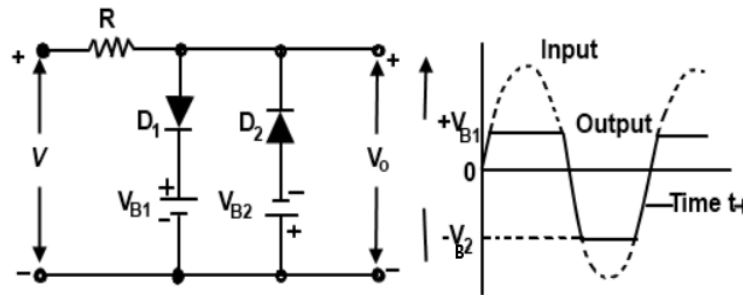 R
+
+
D1
D2
V
Vo
+
-
VB1
VB2
-
+
-
-
Input
+VB1
Output
0
Time t
-VB2